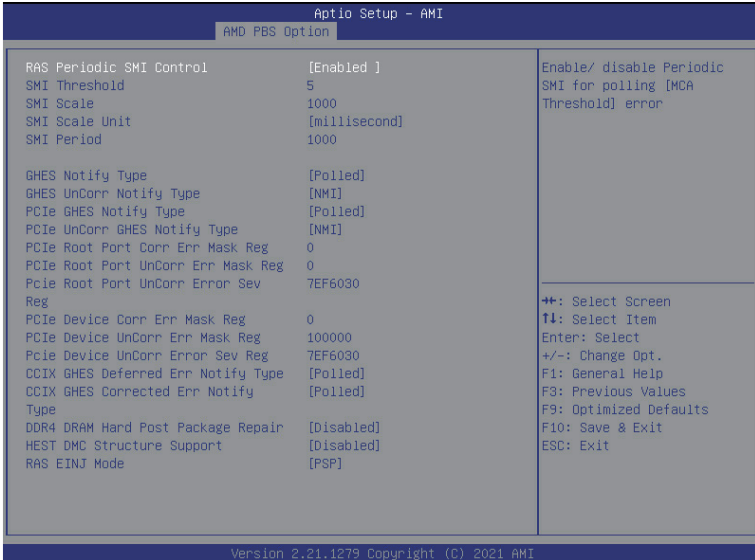 Aptio Setup - AMI
AMD PBS Option
RAS Periodic SMI Control [Enabled ]
SMI Threshold 5
SMI Scale 1000
SMI Scale Unit [millisecond]
SMI Period 1000
GHES Notify Type [Polled]
GHES UnCorr Notify Type [NMI]
PCIe GHES Notify Type [Polled]
PCIe UnCorr GHES Notify Type [NMI]
PCIe Root Port Corr Err Mask Reg 0
PCIe Root Port UnCorr Err Mask Reg 0
Pcie Root Port UnCorr Error Sev 7EF6030
Reg
PCIe Device Corr Err Mask Reg 0
PCIe Device UnCorr Err Mask Reg 100000
Pcie Device UnCorr Error Sev Reg 7EF6030
CCIX GHES Deferred Err Notify Type [Polled]
CCIX GHES Corrected Err Notify [Polled]
Type
DDR4 DRAM Hard Post Package Repair [Disabled]
HEST DMC Structure Support [Disabled]
RAS EINJ Mode [PSP]
Enable/ disable Periodic
SMI for polling [MCA
Threshold] error
→←: Select Screen
↑↓: Select Item
Enter: Select
+/-: Change Opt.
F1: General Help
F3: Previous Values
F9: Optimized Defaults
F10: Save & Exit
ESC: Exit
Version 2.21.1279 Copyright (C) 2021 AMI